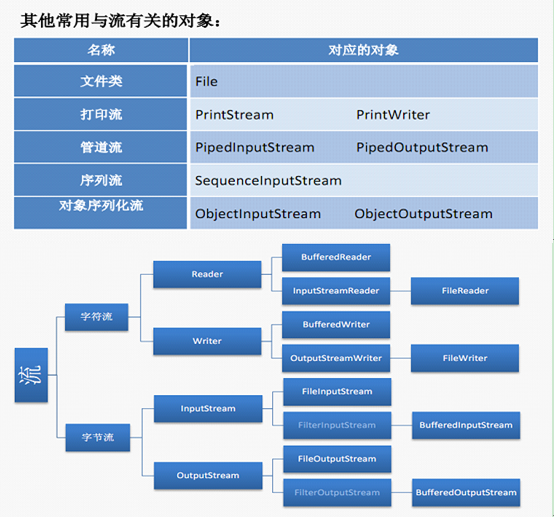 其他常用与流有关的对象：
名称 对应的对象
文件类 File
打印流 PrintStream PrintWriter
管道流 PipedInputStream PipedOutputStream
序列流 SequenceInputStream
对象序列化流 ObjectInputStream ObjectOutputStream
流
字符流
Reader
BufferedReader
InputStreamReader
FileReader
Writer
BufferedWriter
OutputStreamWriter
FileWriter
字节流
InputStream
FileInputStream
FilterInputStream
BufferedInputStream
OutputStream
FileOutputStream
FilterOutputStream
BufferedOutputStream